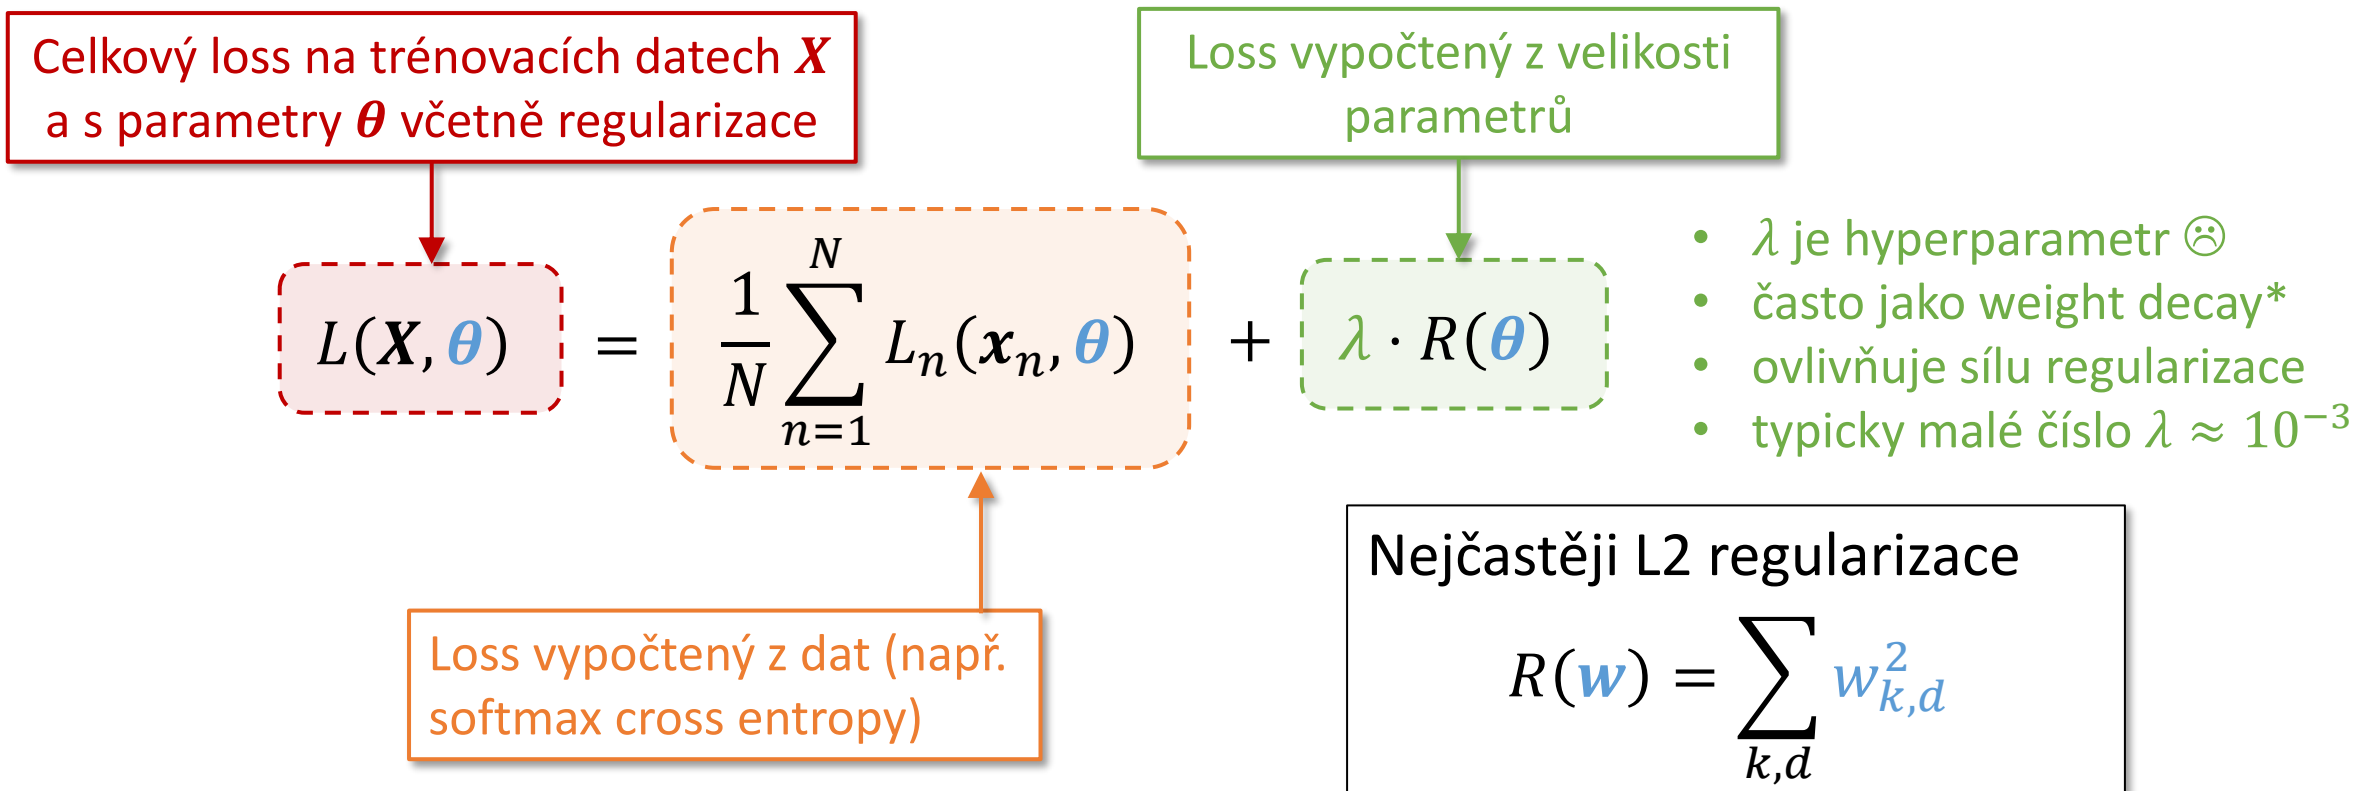 Celkový loss na trénovacích datech X
a s parametry θ včetně regularizace
Loss vypočtený z velikosti
parametrů
L(X, θ) = 1/N ∑_{n=1}^{N} L_n(x_n, θ) + λ · R(θ)
• λ je hyperparametr ☹
• často jako weight decay*
• ovlivňuje sílu regularizace
• typicky malé číslo λ ≈ 10⁻³
Loss vypočtený z dat (např.
softmax cross entropy)
Nejčastěji L2 regularizace
R(w) = ∑_{k,d} w_{k,d}^2